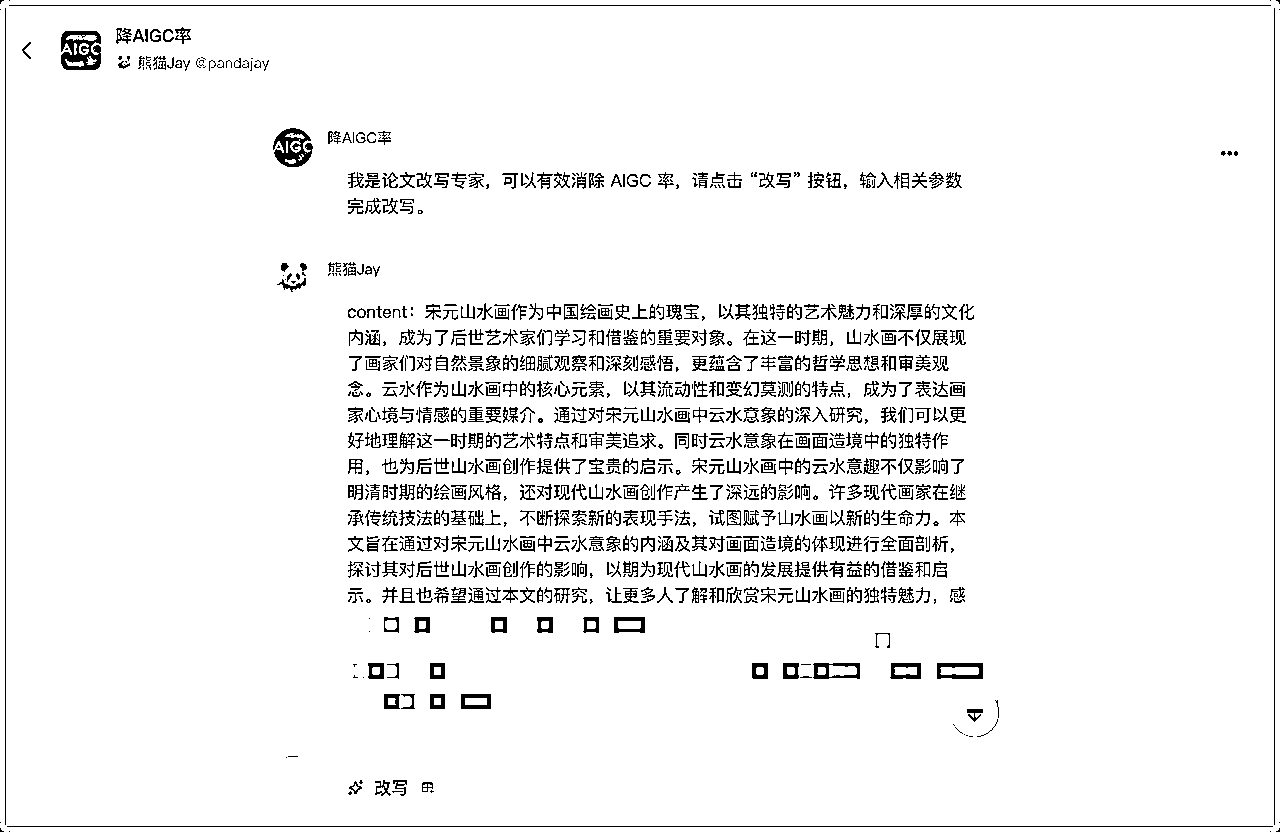 降AIGC率
熊猫Jay @pandajay
AIGC
降AIGC率
AIGC
我是论文改写专家，可以有效消除 AIGC 率，请点击“改写”按钮，输入相关参数
完成改写。
熊猫Jay
content：宋元山水画作为中国绘画史上的瑰宝，以其独特的艺术魅力和深厚的文化
内涵，成为了后世艺术家们学习和借鉴的重要对象。在这一时期，山水画不仅展现
了画家们对自然景象的细腻观察和深刻感悟，更蕴含了丰富的哲学思想和审美观
念。云水作为山水画中的核心元素，以其流动性和变幻莫测的特点，成为了表达画
家心境与情感的重要媒介。通过对宋元山水画中云水意象的深入研究，我们可以更
好地理解这一时期的艺术特点和审美追求。同时云水意象在画面造境中的独特作
用，也为后世山水画创作提供了宝贵的启示。宋元山水画中的云水意趣不仅影响了
明清时期的绘画风格，还对现代山水画创作产生了深远的影响。许多现代画家在继
承传统技法的基础上，不断探索新的表现手法，试图赋予山水画以新的生命力。本
文旨在通过对宋元山水画中云水意象的内涵及其对画面造境的体现进行全面剖析，
探讨其对后世山水画创作的影响，以期为现代山水画的发展提供有益的借鉴和启
示。并且也希望通过本文的研究，让更多人了解和欣赏宋元山水画的独特魅力，感
改写